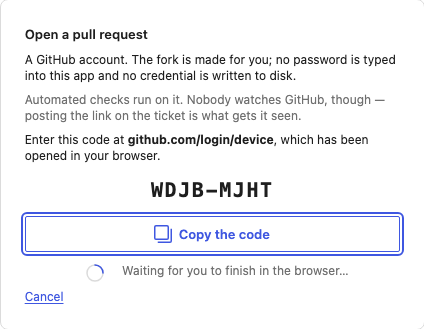 Open a pull request
A GitHub account. The fork is made for you; no password is typed
into this app and no credential is written to disk.
Automated checks run on it. Nobody watches GitHub, though —
posting the link on the ticket is what gets it seen.
Enter this code at github.com/login/device, which has been
opened in your browser.
WDJB-MJHT
Copy the code
Waiting for you to finish in the browser...
Cancel